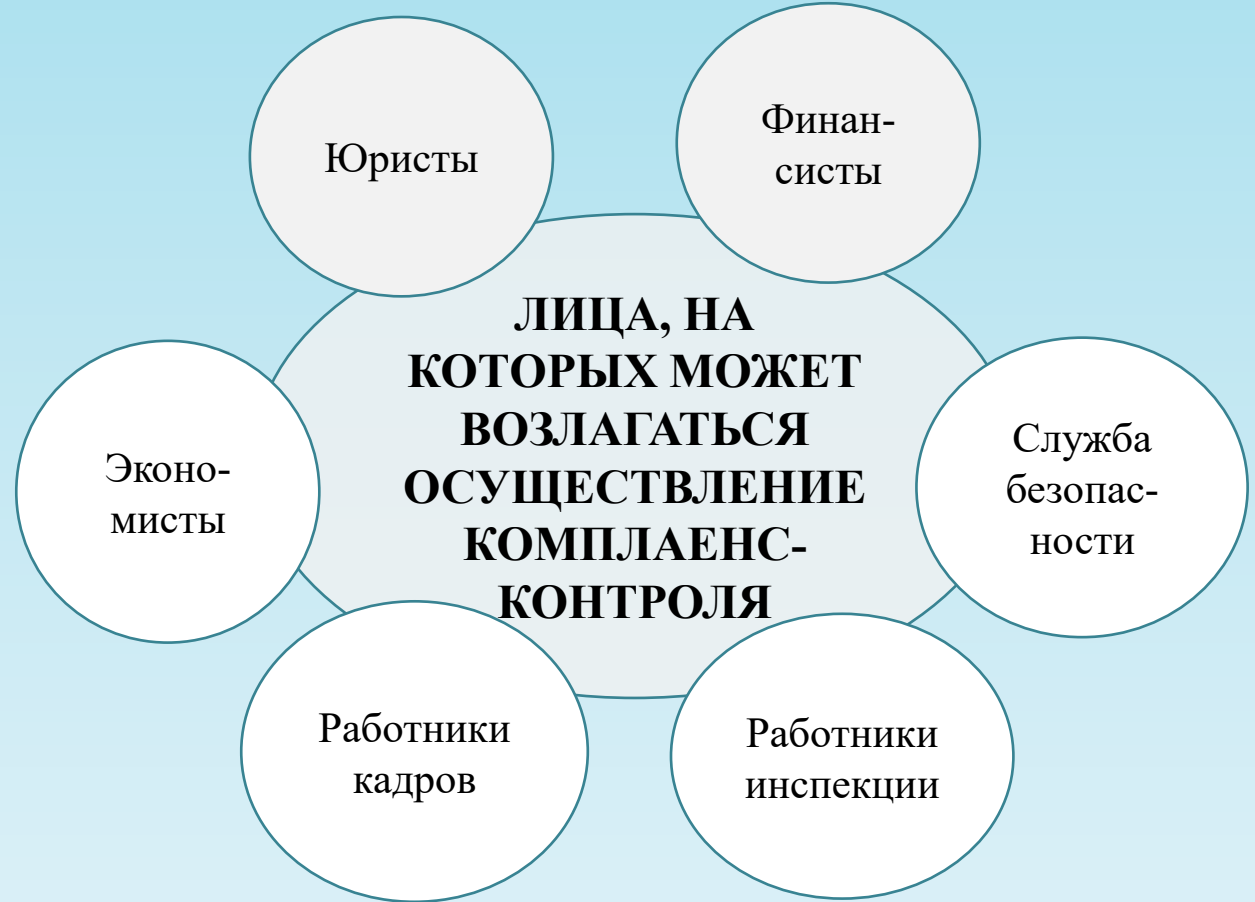 Юристы
Финан-
систы
ЛИЦА, НА
КОТОРЫХ МОЖЕТ
ВОЗЛАГАТЬСЯ
ОСУЩЕСТВЛЕНИЕ
КОМПЛАЕНС-
КОНТРОЛЯ
Эконо-
мисты
Служба
безопас-
ности
Работники
кадров
Работники
инспекции